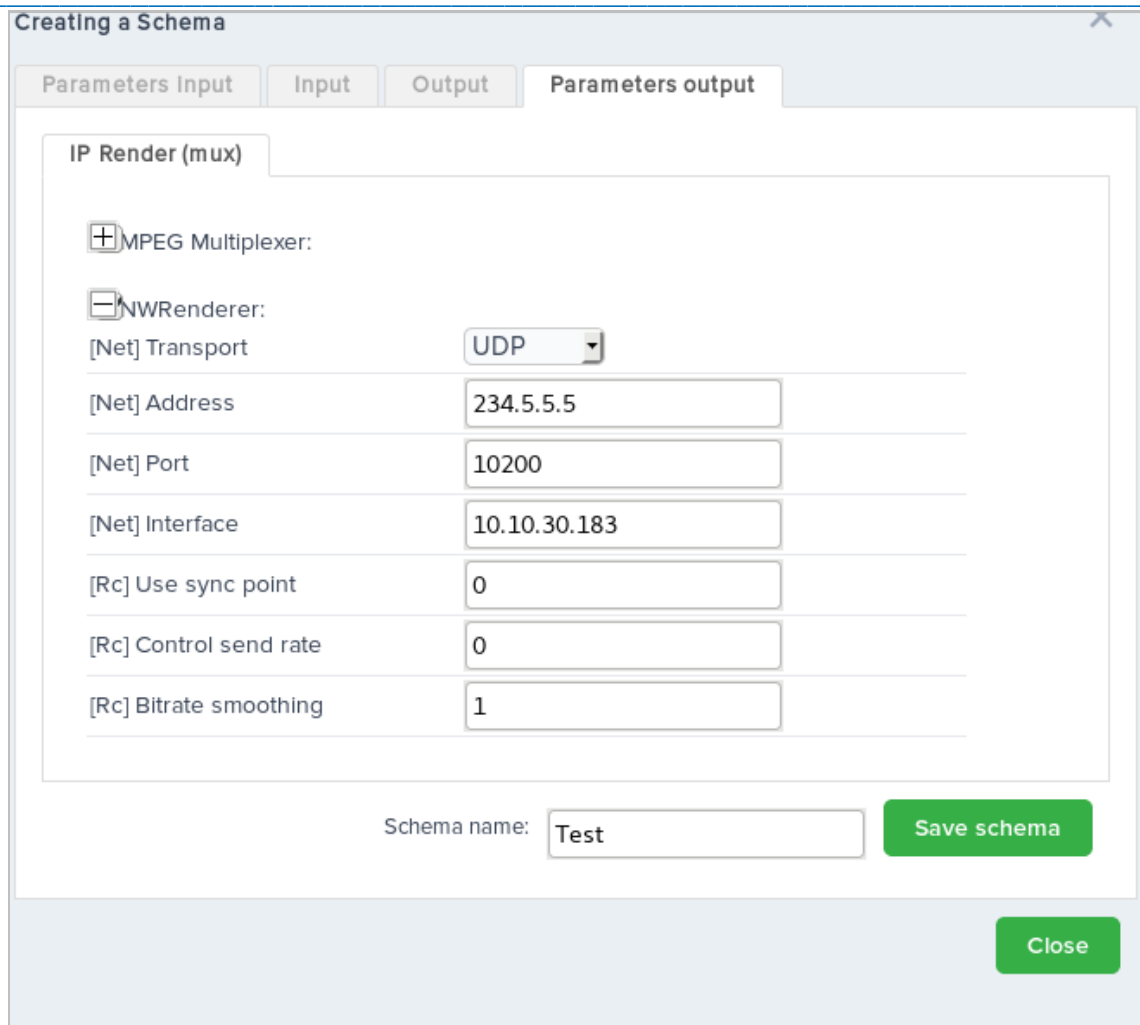 Creating a Schema
Parameters Input Input Output Parameters output
IP Render (mux)
MPEG Multiplexer:
NWRenderer:
[Net] Transport UDP
[Net] Address 234.5.5.5
[Net] Port 10200
[Net] Interface 10.10.30.183
[Rc] Use sync point 0
[Rc] Control send rate 0
[Rc] Bitrate smoothing 1
Schema name: Test Save schema
Close